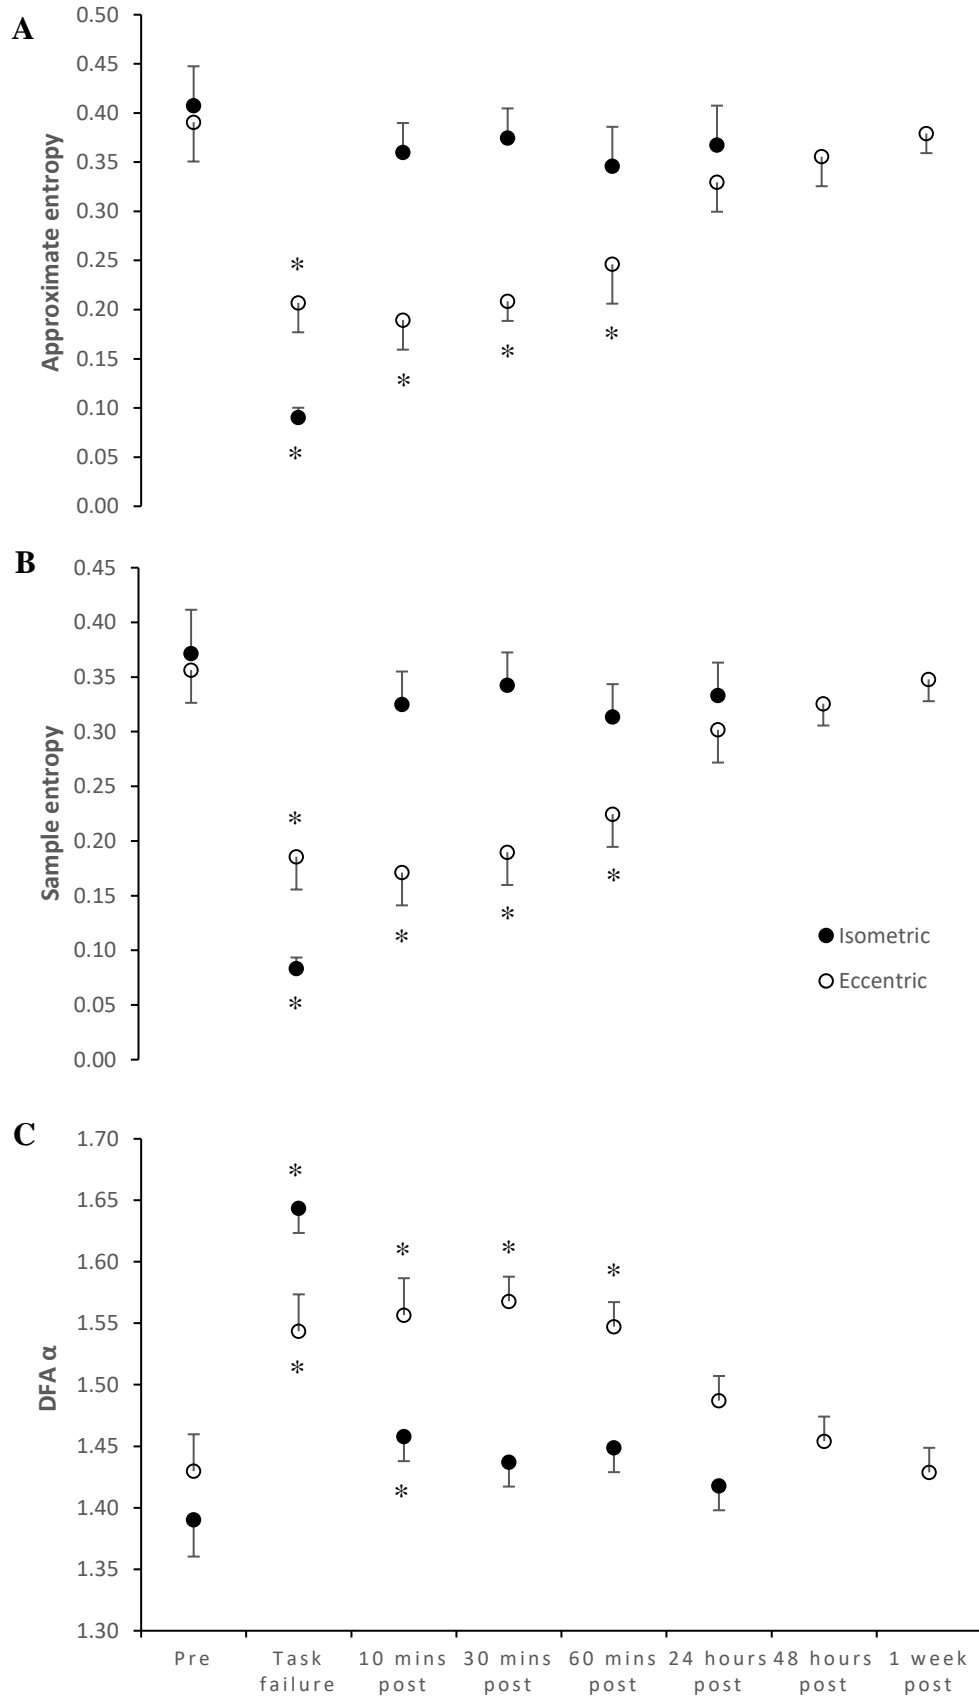 A
0.50
0.45
0.40
0.35
0.30
0.25
0.20
0.15
0.10
0.05
0.00
Approximate entropy
* * * * *
B
0.45
0.40
0.35
0.30
0.25
0.20
0.15
0.10
0.05
0.00
Sample entropy
* * * * *
Isometric
Eccentric
C
1.70
1.65
1.60
1.55
1.50
1.45
1.40
1.35
1.30
DFA α
* * * * * *
Pre Task 10 mins 30 mins 60 mins 24 hours 48 hours 1 week
failure post post post post post post